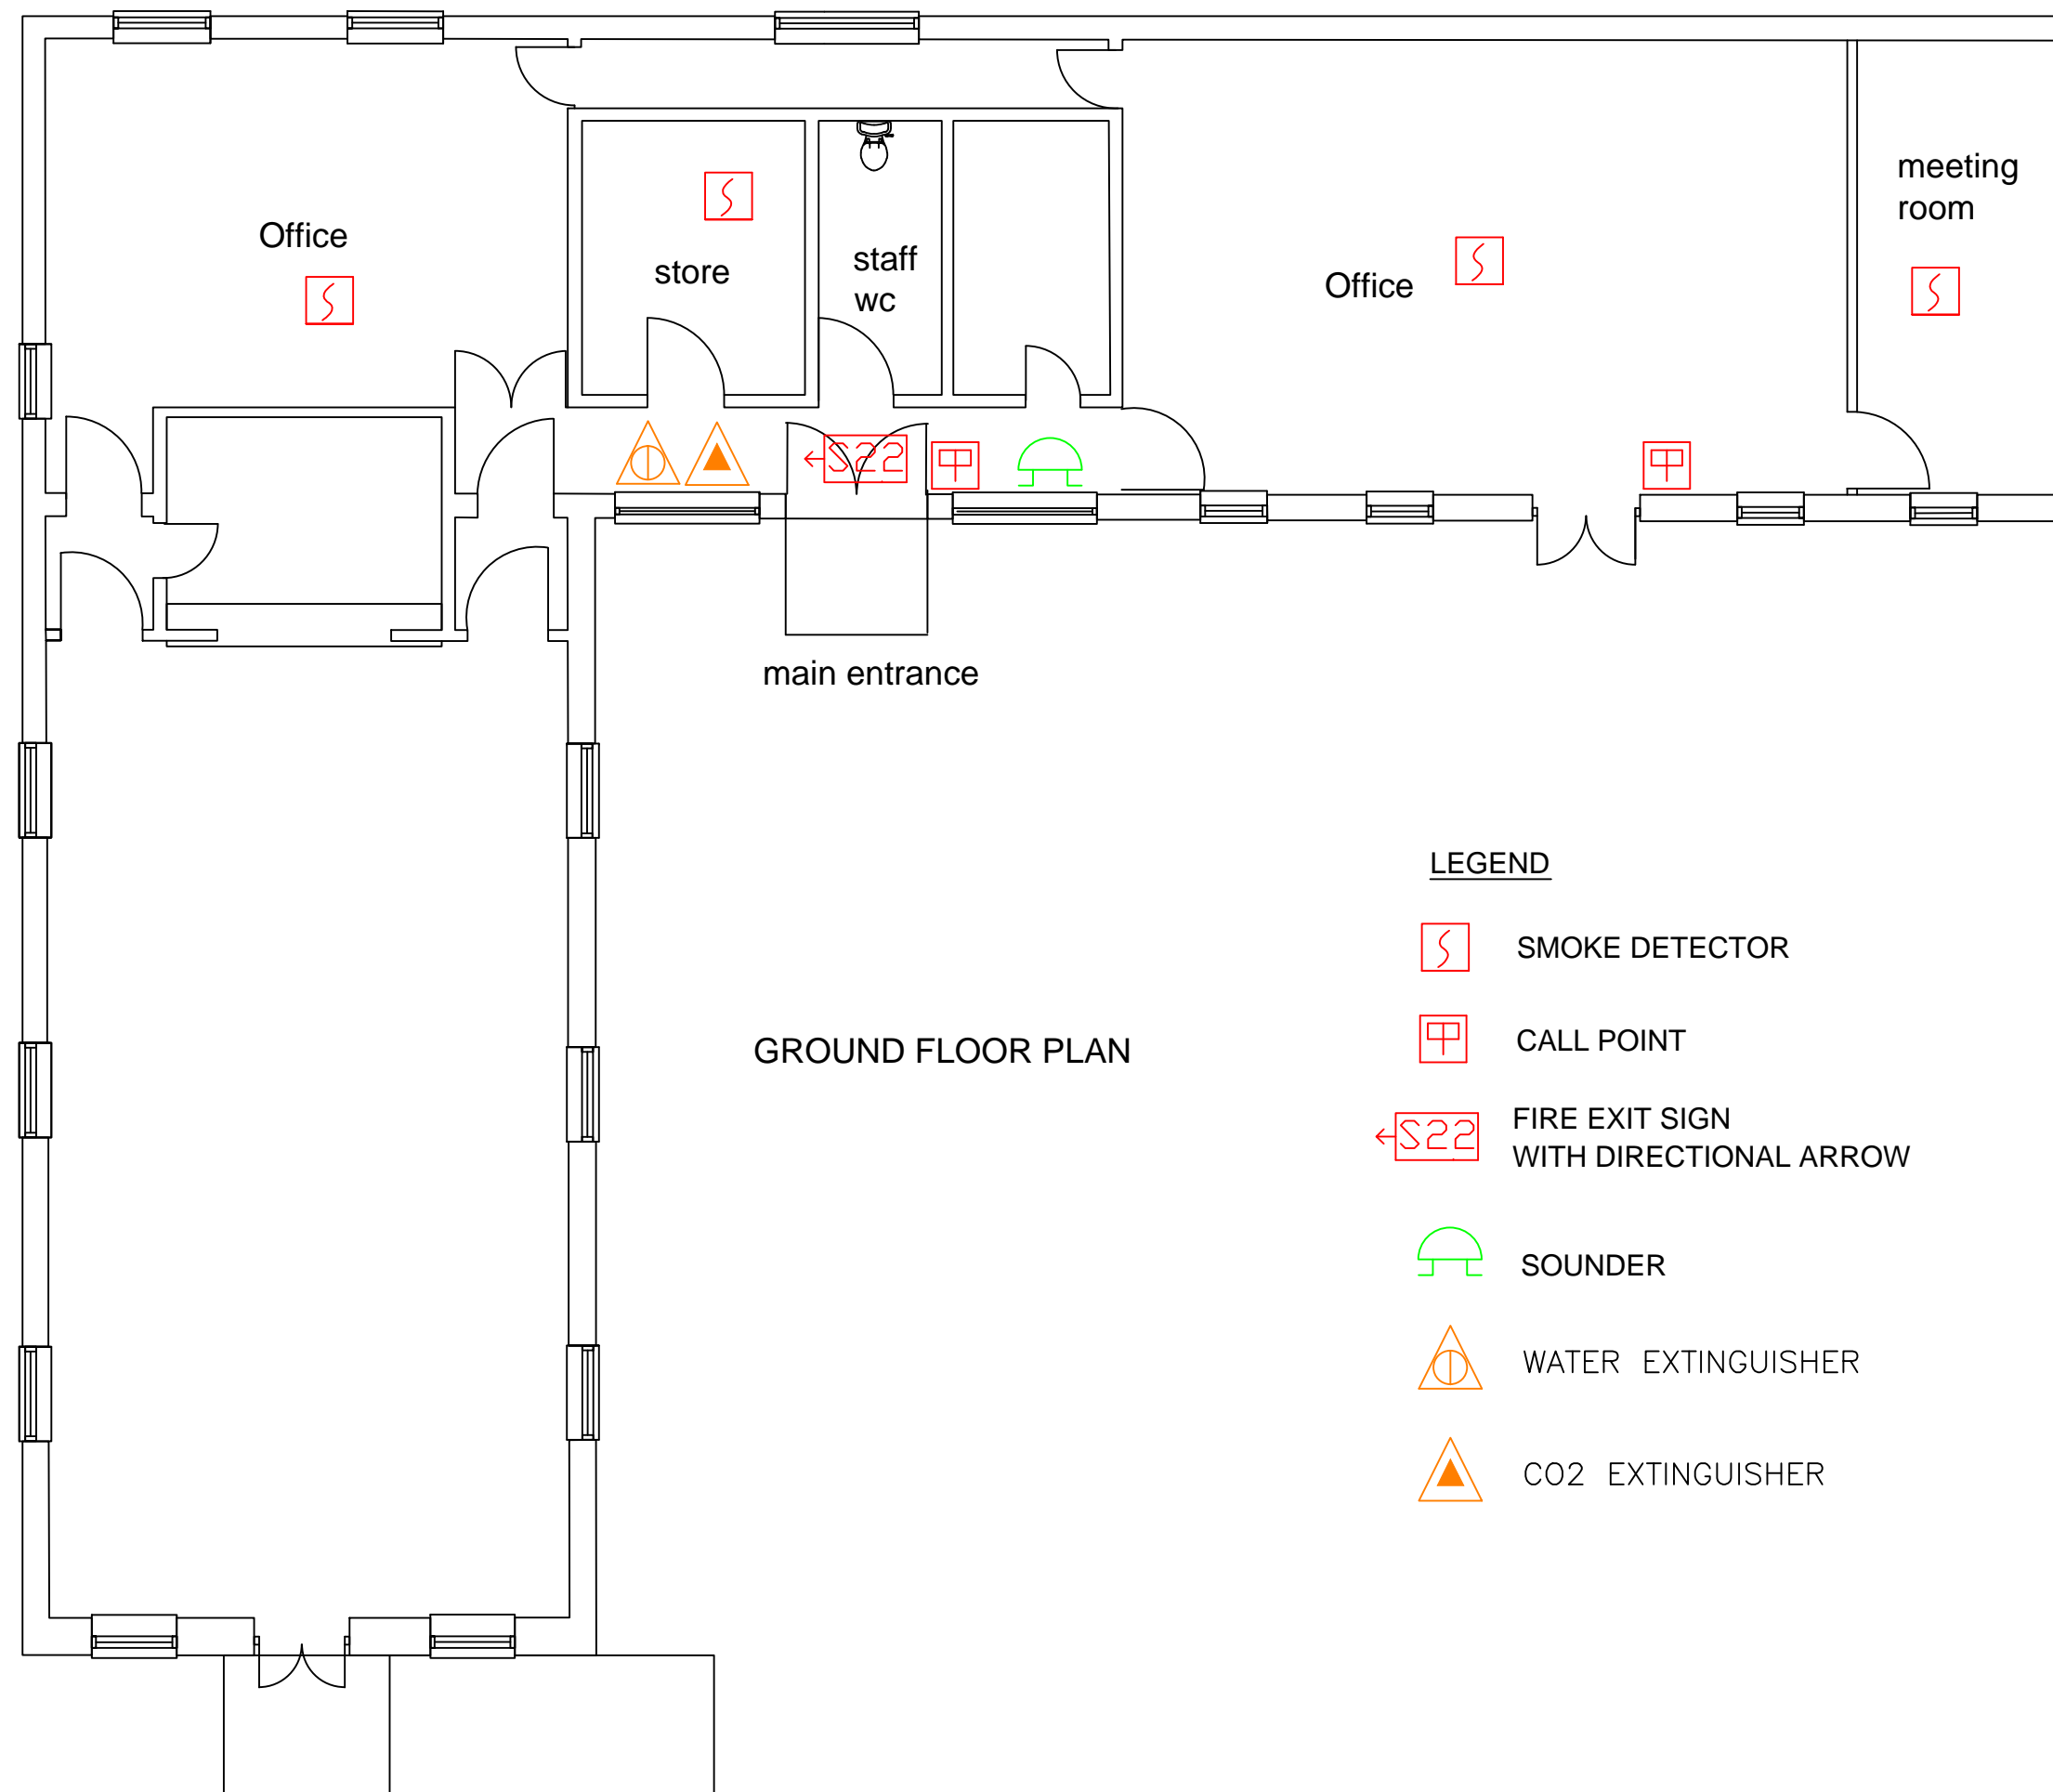 meeting
room
Office
store
staff
wc
Office
S22
main entrance
LEGEND
SMOKE DETECTOR
CALL POINT
GROUND FLOOR PLAN
S22
FIRE EXIT SIGN
WITH DIRECTIONAL ARROW
SOUNDER
WATER EXTINGUISHER
CO2 EXTINGUISHER